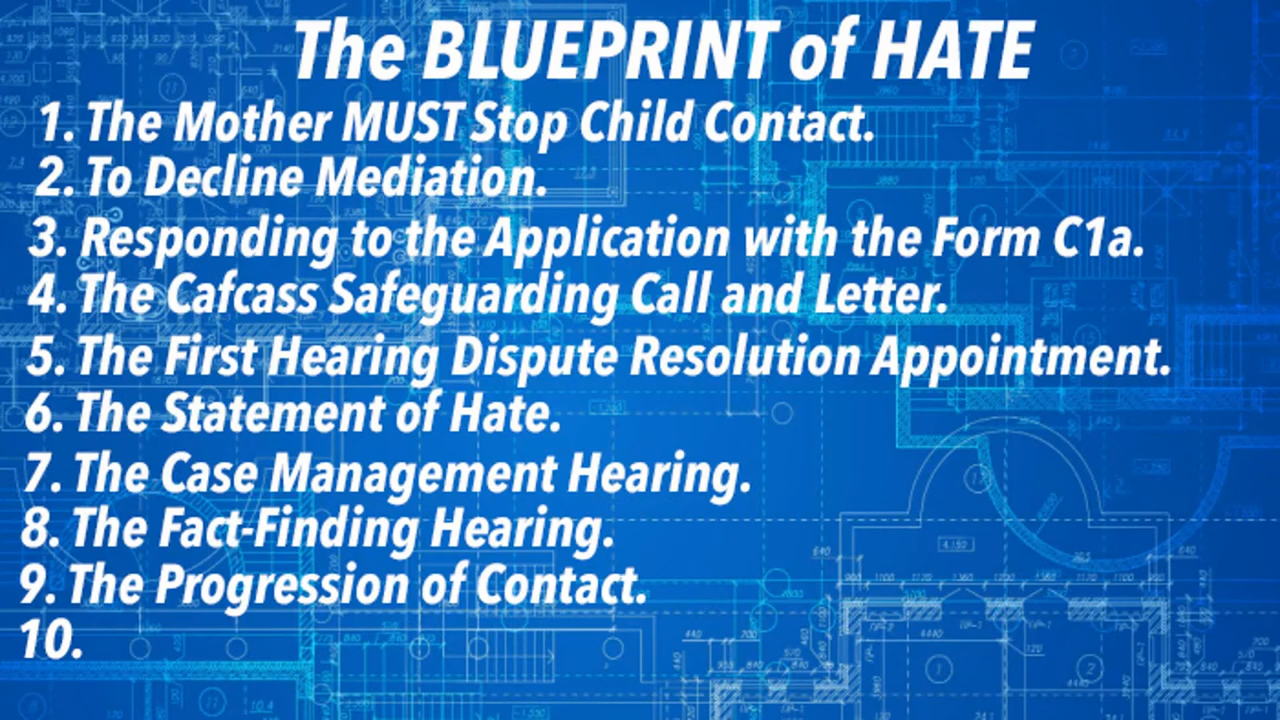 The BLUEPRINT of HATE
1. The Mother MUST Stop Child Contact.
2. To Decline Mediation.
3. Responding to the Application with the Form C1a.
4. The Cafcass Safeguarding Call and Letter.
5. The First Hearing Dispute Resolution Appointment.
6. The Statement of Hate.
7. The Case Management Hearing.
8. The Fact-Finding Hearing.
9. The Progression of Contact.
10.